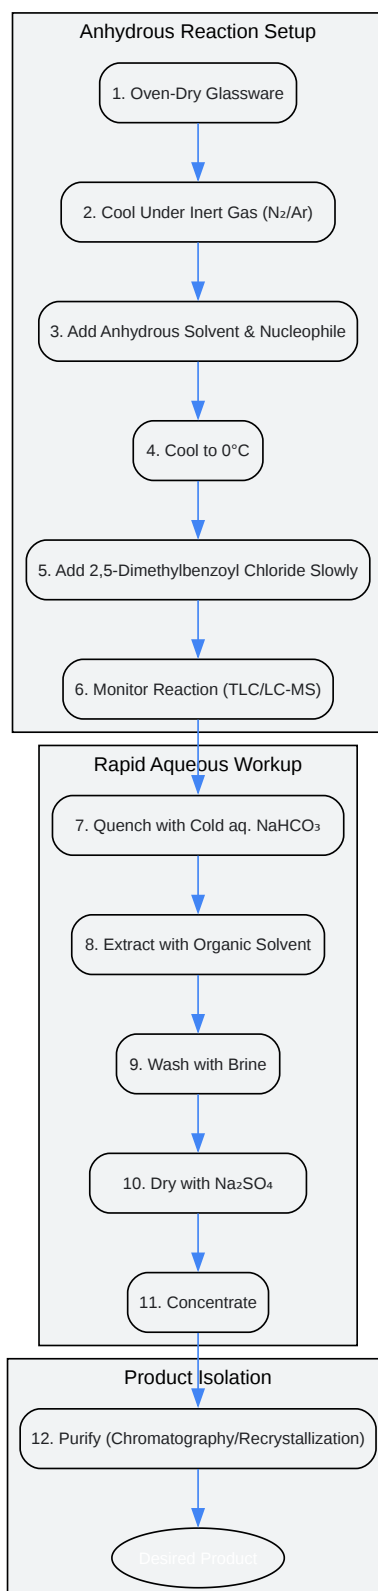 Anhydrous Reaction Setup
1. Oven-Dry Glassware
2. Cool Under Inert Gas (N₂/Ar)
3. Add Anhydrous Solvent & Nucleophile
4. Cool to 0°C
5. Add 2,5-Dimethylbenzoyl Chloride Slowly
6. Monitor Reaction (TLC/LC-MS)
Rapid Aqueous Workup
7. Quench with Cold aq. NaHCO₃
8. Extract with Organic Solvent
9. Wash with Brine
10. Dry with Na₂SO₄
11. Concentrate
Product Isolation
12. Purify (Chromatography/Recrystallization)
Desired Product